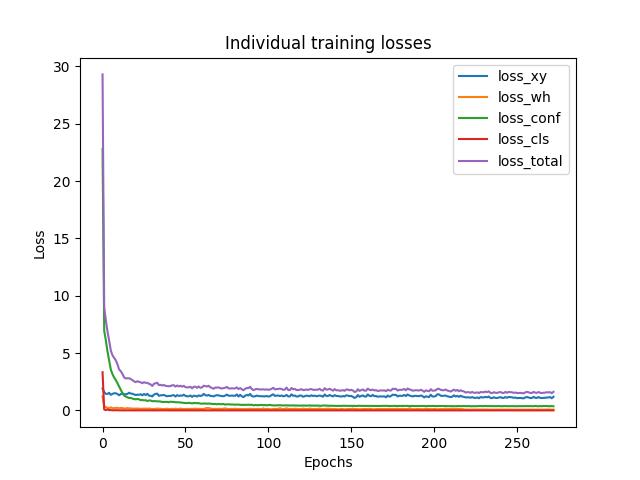 Individual training losses
30
25
20
15
10
5
0
Loss
loss_xy
loss_wh
loss_conf
loss_cls
loss_total
0 50 100 150 200 250
Epochs